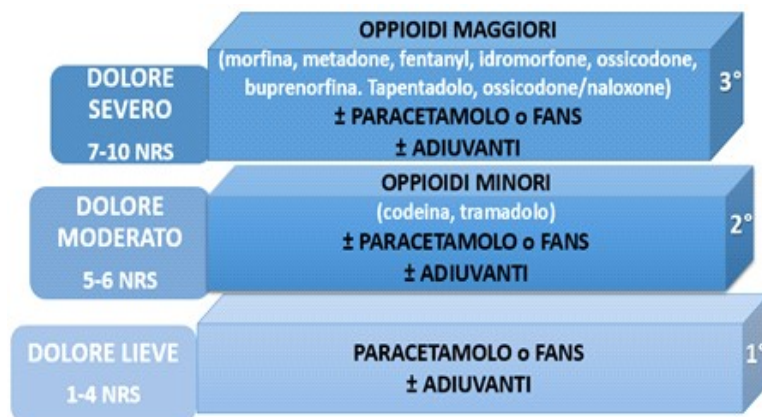 OPPIOIDI MAGGIORI
(morfina, metadone, fentanyl, idromorfone, ossicodone,
buprenorfina. Tapentadolo, ossicodone/naloxone)
± PARACETAMOLO o FANS
± ADIUVANTI
3°
DOLORE
SEVERO
7-10 NRS
OPPIOIDI MINORI
(codeina, tramadolo)
± PARACETAMOLO o FANS
± ADIUVANTI
2°
DOLORE
MODERATO
5-6 NRS
PARACETAMOLO o FANS
± ADIUVANTI
1°
DOLORE LIEVE
1-4 NRS